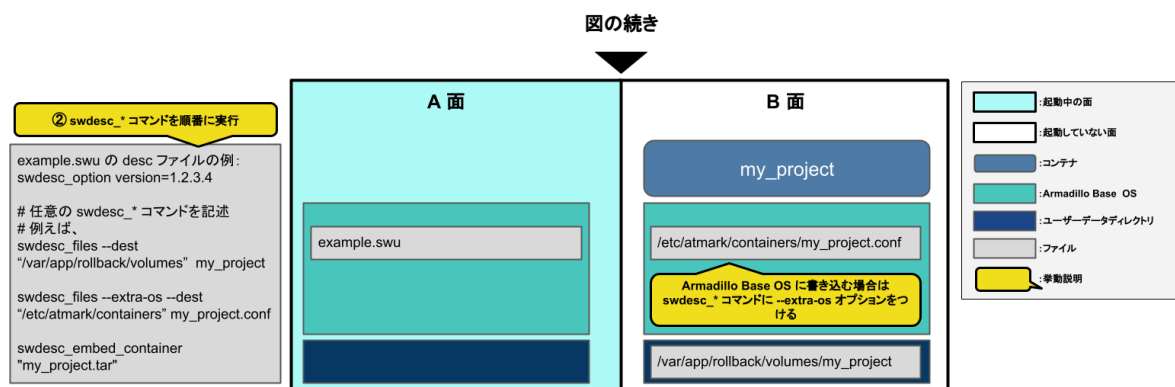 図の続き
② swdesc_* コマンドを順番に実行
example.swu の desc ファイルの例:
swdesc_option version=1.2.3.4
# 任意の swdesc_* コマンドを記述
# 例えば、
swdesc_files --dest
“/var/app/rollback/volumes” my_project
swdesc_files --extra-os --dest
“/etc/atmark/containers” my_project.conf
swdesc_embed_container
"my_project.tar"
A 面
example.swu
B 面
my_project
/etc/atmark/containers/my_project.conf
Armadillo Base OS に書き込む場合は
swdesc_* コマンドに --extra-os オプションをつ
ける
/var/app/rollback/volumes/my_project
:起動中の面
:起動していない面
:コンテナ
:Armadillo Base OS
:ユーザーデータディレクトリ
:ファイル
:挙動説明